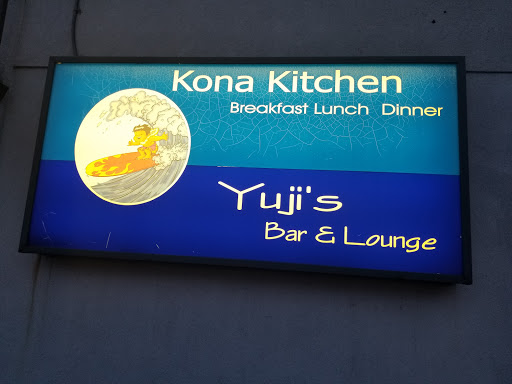 Kona Kitchen
Breakfast Lunch Dinner
Yuji's
Bar & Lounge